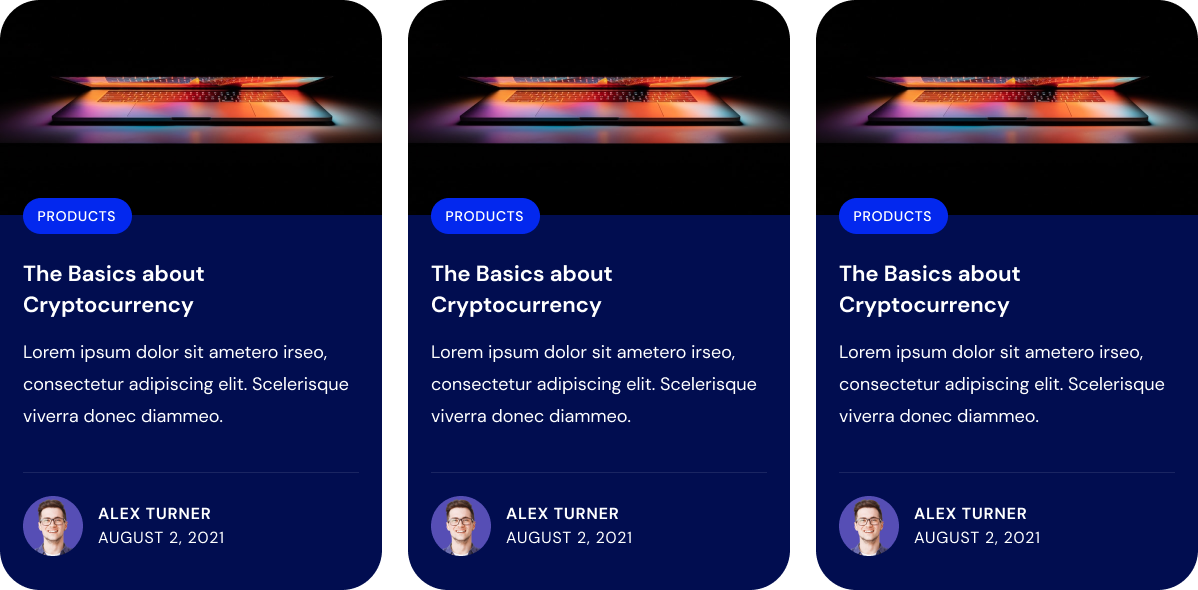 PRODUCTS
The Basics about
Cryptocurrency
Lorem ipsum dolor sit ametero irseo,
consectetur adipiscing elit. Scelerisque
viverra donec diammeo.
ALEX TURNER
AUGUST 2, 2021
PRODUCTS
The Basics about
Cryptocurrency
Lorem ipsum dolor sit ametero irseo,
consectetur adipiscing elit. Scelerisque
viverra donec diammeo.
ALEX TURNER
AUGUST 2, 2021
PRODUCTS
The Basics about
Cryptocurrency
Lorem ipsum dolor sit ametero irseo,
consectetur adipiscing elit. Scelerisque
viverra donec diammeo.
ALEX TURNER
AUGUST 2, 2021